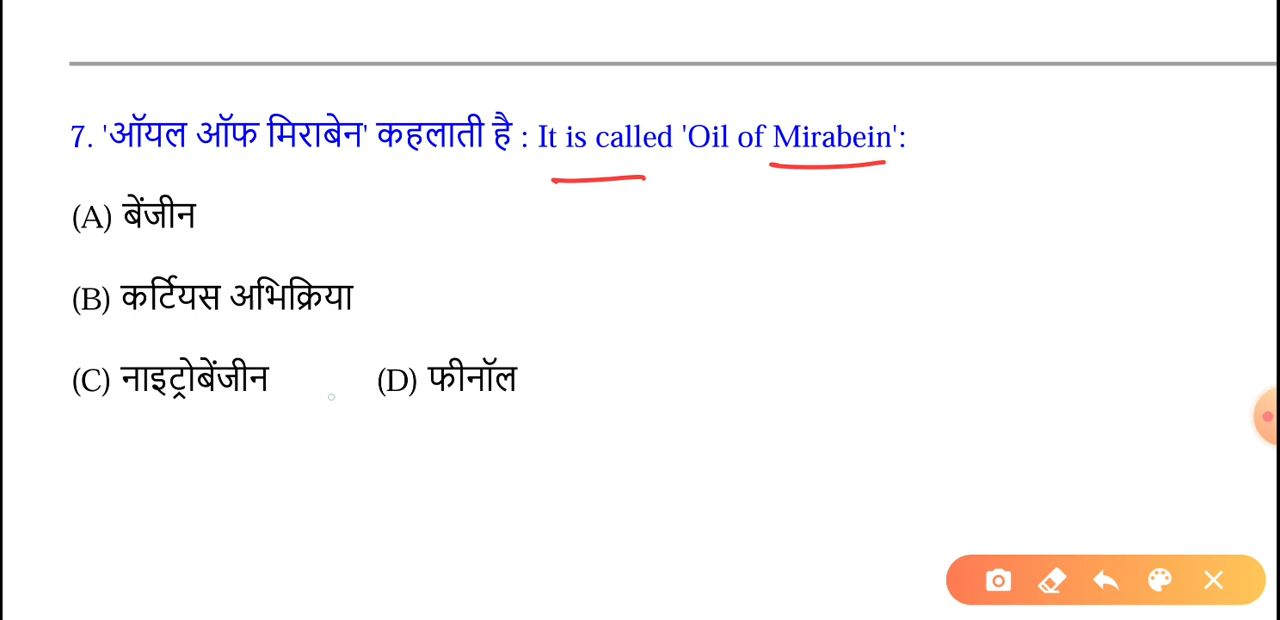 7. 'ऑयल ऑफ मिराबेन' कहलाती है : It is called 'Oil of Mirabein':
(A) बेंजीन
(B) कर्टियस अभिक्रिया
(C) नाइट्रोबेंजीन (D) फीनॉल